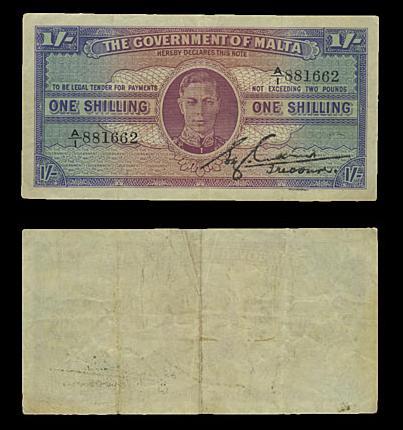 1/- THE GOVERNMENT OF MALTA 1/-
HEREBY DECLARES THIS NOTE
A/1 881662
TO BE LEGAL TENDER FOR PAYMENTS NOT EXCEEDING TWO POUNDS
ONE SHILLING ONE SHILLING
A/1 881662
Treasurer
1/- 1/-